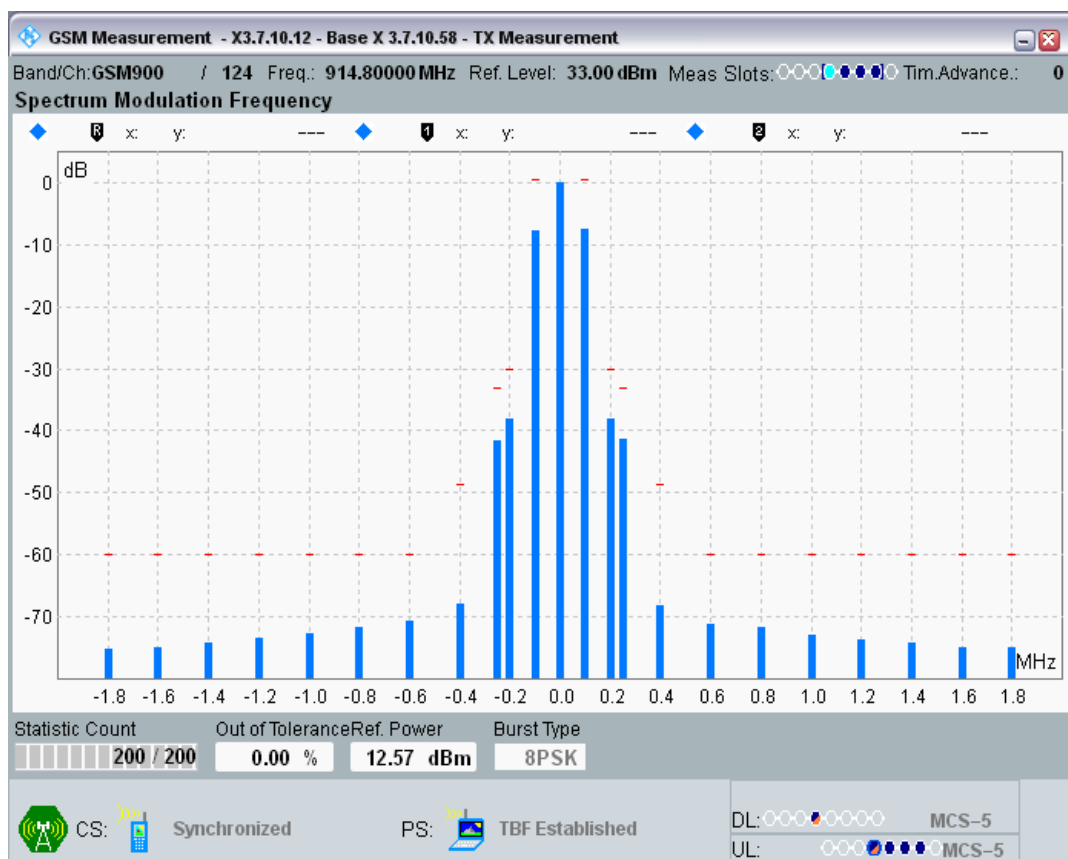 GSM Measurement - X3.7.10.12 - Base X 3.7.10.58 - TX Measurement
Band/Ch:GSM900 / 124 Freq.: 914.80000 MHz Ref. Level: 33.00 dBm Meas Slots: Tim.Advance.: 0
Spectrum Modulation Frequency
R x: y: --- 1 x: y: --- 2 x: y: ---
dB
0
-10
-20
-30
-40
-50
-60
-70
MHz
-1.8 -1.6 -1.4 -1.2 -1.0 -0.8 -0.6 -0.4 -0.2 0.0 0.2 0.4 0.6 0.8 1.0 1.2 1.4 1.6 1.8
Statistic Count Out of Tolerance Ref. Power Burst Type
200 / 200 0.00 % 12.57 dBm 8PSK
CS: Synchronized PS: TBF Established
DL: MCS-5
UL: MCS-5